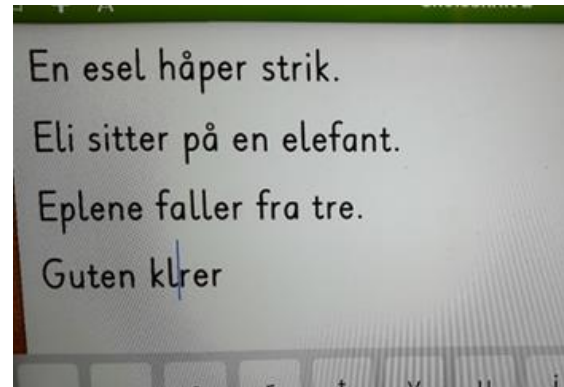 En esel håper strik.
Eli sitter på en elefant.
Eplene faller fra tre.
Guten klrer